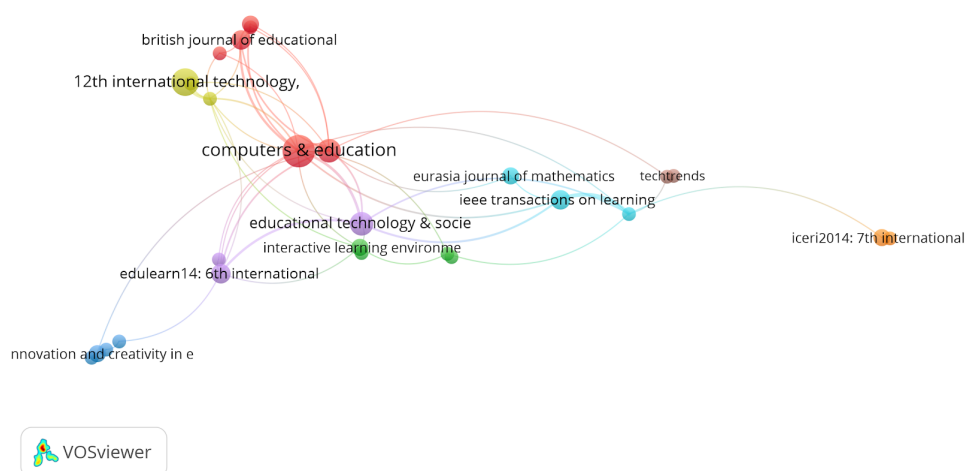 british journal of educational
12th international technology,
computers & education
eurasia journal of mathematics
techtrends
ieee transactions on learning
educational technology & socie
iceri2014: 7th international
interactive learning environme
edulearn14: 6th international
nnovation and creativity in e
VOSviewer